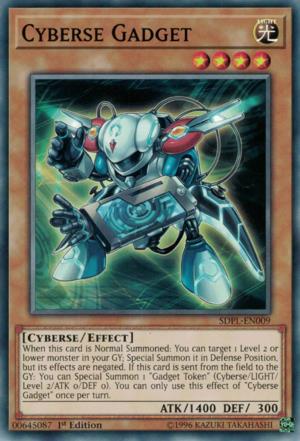 Cyberse Gadget
LIGHT
光
SDPL-EN009
[Cyberse/Effect]
When this card is Normal Summoned: You can target 1 Level 2 or
lower monster in your GY; Special Summon it in Defense Position,
but its effects are negated. If this card is sent from the field to the
GY: You can Special Summon 1 "Gadget Token" (Cyberse/LIGHT/
Level 2/ATK 0/DEF 0). You can only use this effect of "Cyberse
Gadget" once per turn.
ATK/1400 DEF/ 300
00645087 1st Edition ©1996 KAZUKI TAKAHASHI